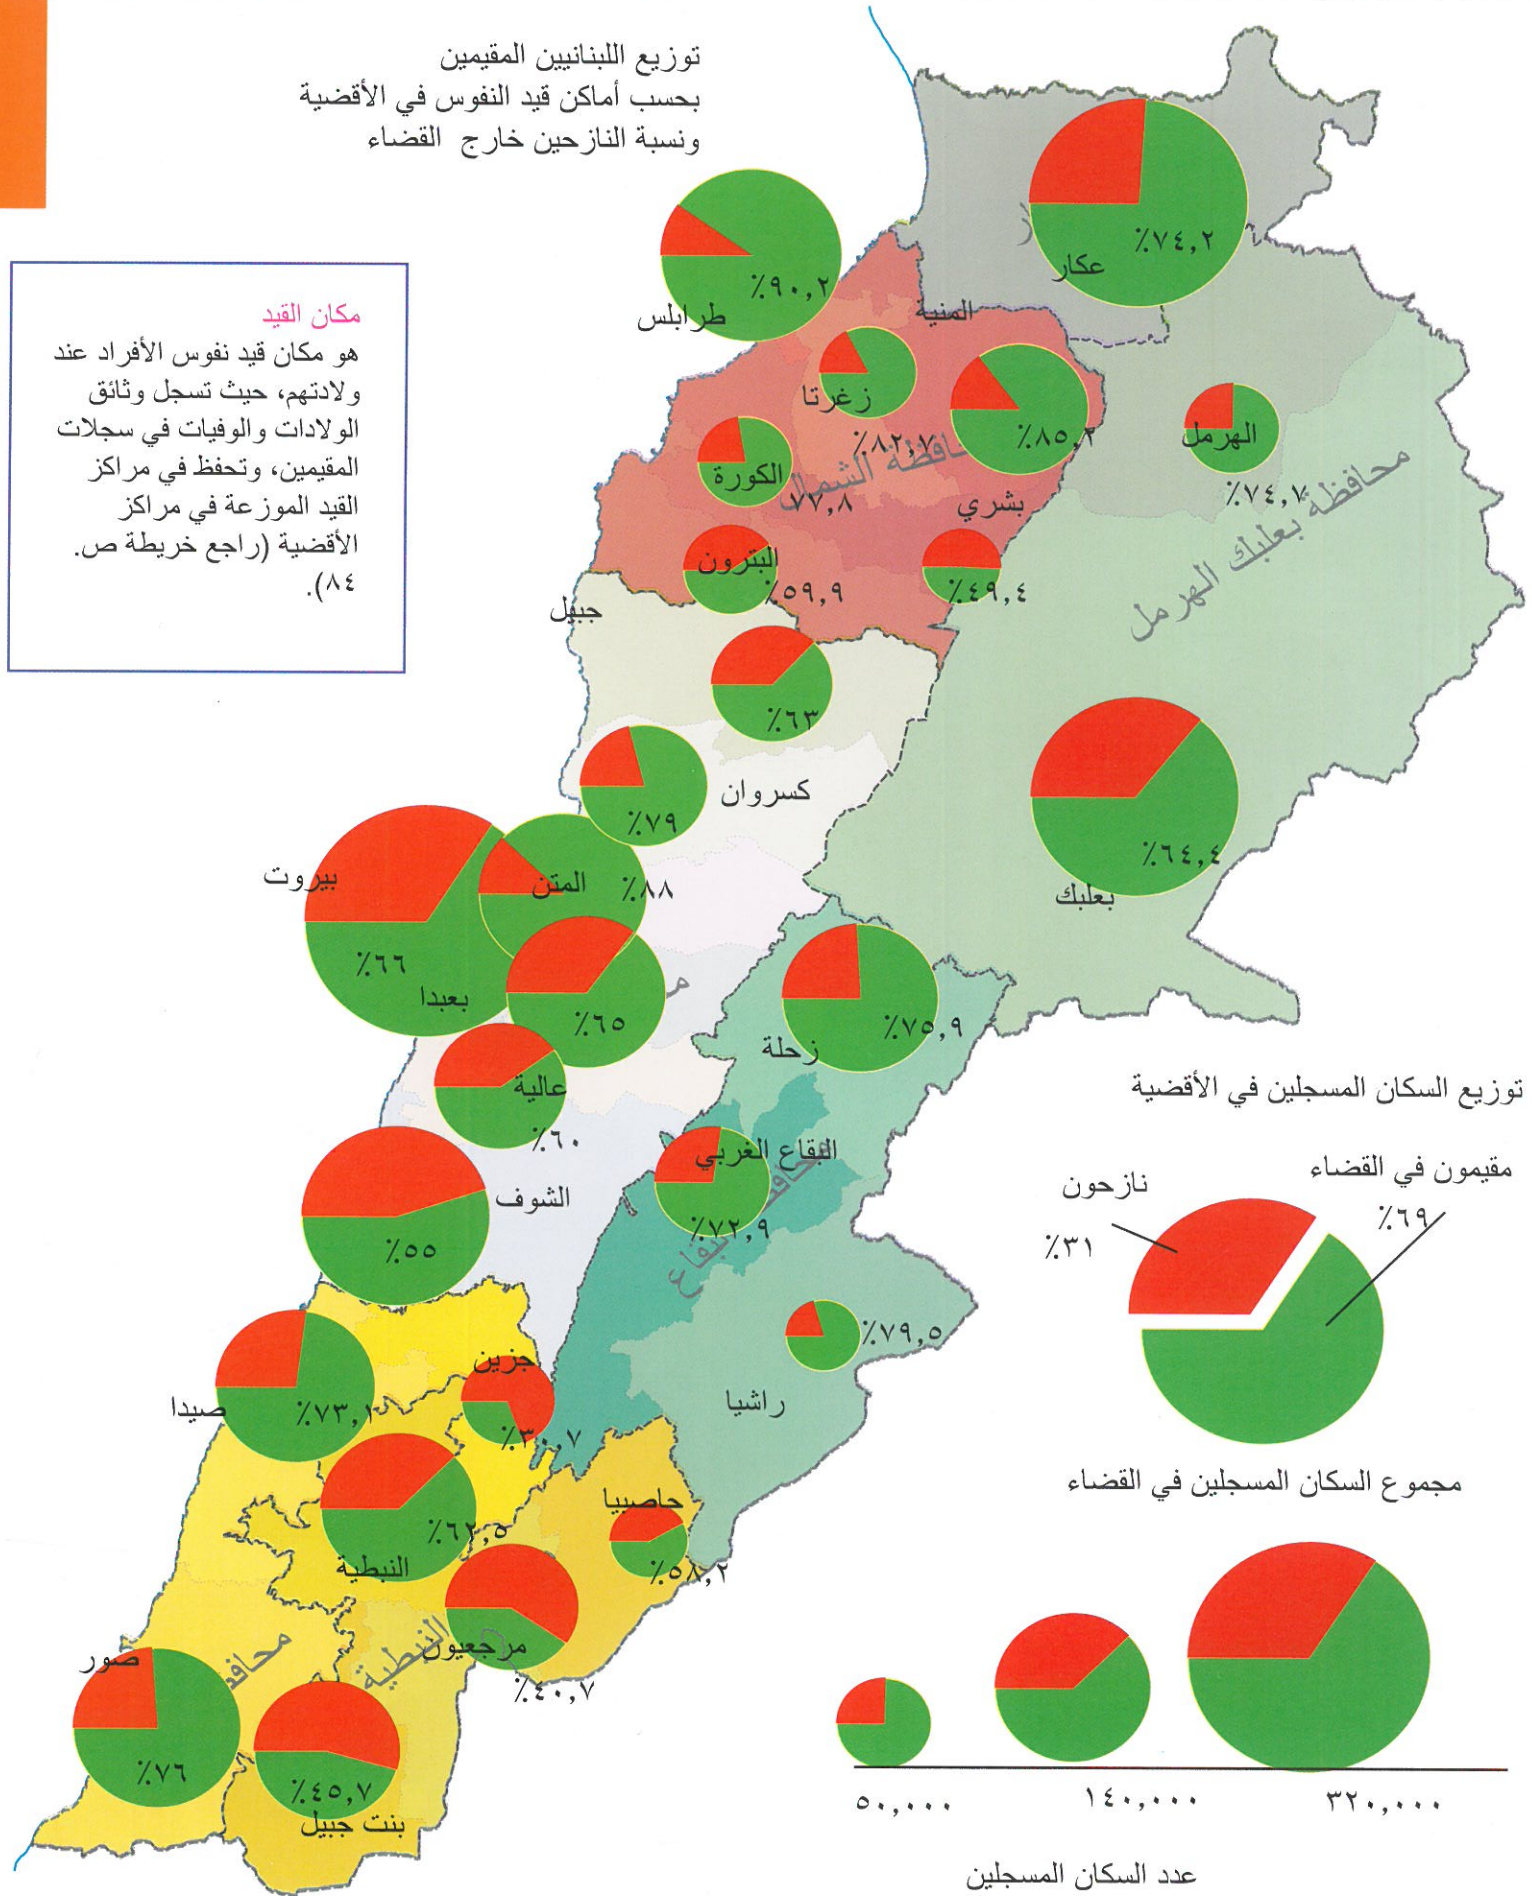 توزيع اللبنانيين المقيمين
بحسب أماكن قيد النفوس في الأقضية
ونسبة النازحين خارج القضاء
مكان القيد
هو مكان قيد نفوس الأفراد عند
ولادتهم، حيث تسجل وثائق
الولادات والوفيات في سجلات
المقيمين، وتحفظ في مراكز
القيد الموزعة في مراكز
الأقضية (راجع خريطة ص.
٨٤).
عكار
٪٧٤,٢
طرابلس
٪٩٠,٢
المنية
٪٨٥,٢
زغرتا
٪٨٢,٧
الهرمل
٪٧٤,٧
الكورة
٧٧,٨
بشري
٪٤٩,٤
البترون
٪٥٩,٩
محافظة بعلبك الهرمل
الشمال
جبيل
٪٦٣
كسروان
٪٧٩
بعلبك
٪٦٤,٤
بيروت
٪٦٦
المتن
٪٨٨
بعبدا
٪٦٥
زحلة
٪٧٥,٩
عالية
٪٦٠
البقاع الغربي
٪٧٢,٩
الشوف
٪٥٥
راشيا
٪٧٩,٥
صيدا
٪٧٣,١
جزين
٪٣٠,٧
النبطية
٪٦٢,٥
حاصبيا
٪٥٨,٢
مرجعيون
٪٤٠,٧
النبطية
صور
٪٧٦
بنت جبيل
٪٤٥,٧
توزيع السكان المسجلين في الأقضية
مقيمون في القضاء
٪٦٩
نازحون
٪٣١
مجموع السكان المسجلين في القضاء
٥٠,٠٠٠
١٤٠,٠٠٠
٣٢٠,٠٠٠
عدد السكان المسجلين